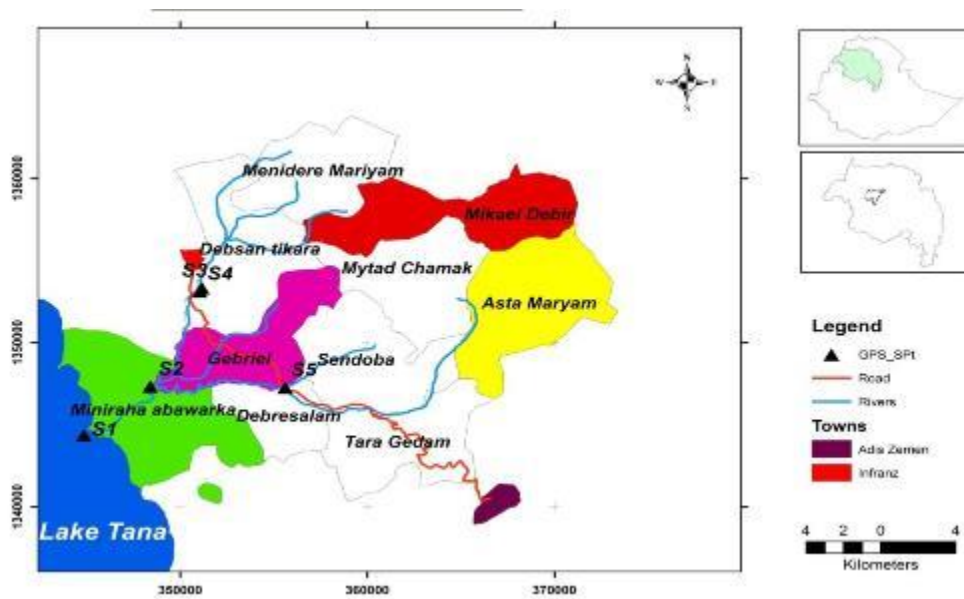 N
W E
S
1360000
1350000
1340000
350000
360000
370000
Menidere Mariyam
Mikael Debir
Debsan tikara
S3 S4
Mytad Chamak
Asta Maryam
S2
Gebriel
Sendoba
S5
Miniraha abawarka
Debresalam
S1
Tara Gedam
Lake Tana
Legend
GPS_SPt
Road
Rivers
Towns
Adis Zemen
Infranz
4 2 0 4
Kilometers